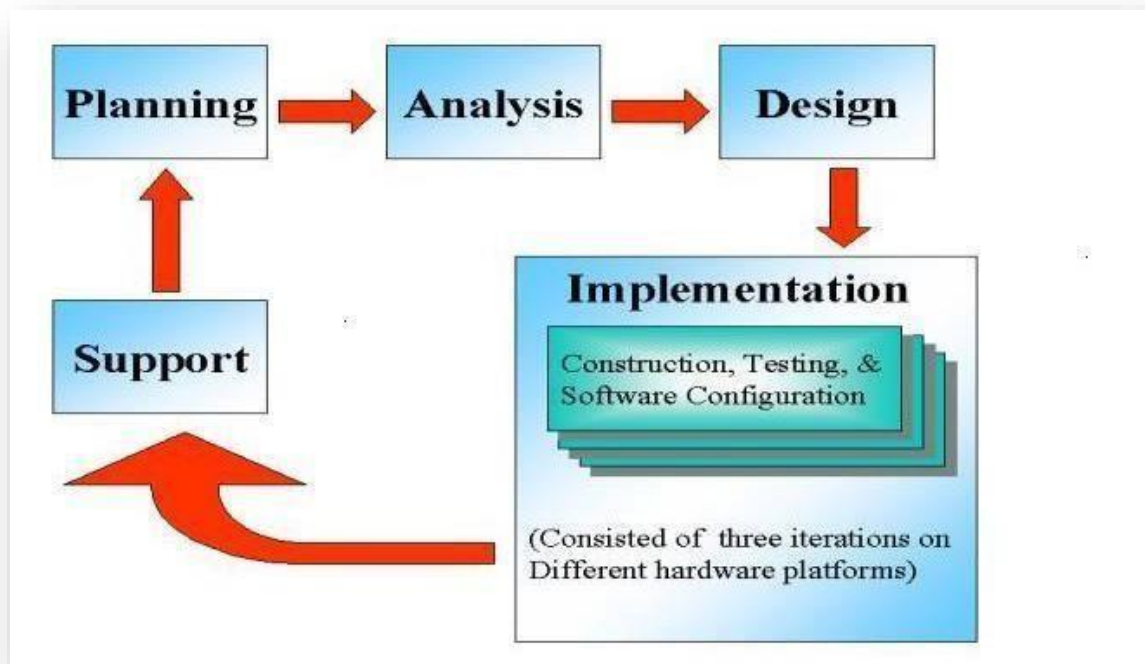 Planning
Analysis
Design
Implementation
Construction, Testing, &
Software Configuration
(Consisted of three iterations on
Different hardware platforms)
Support